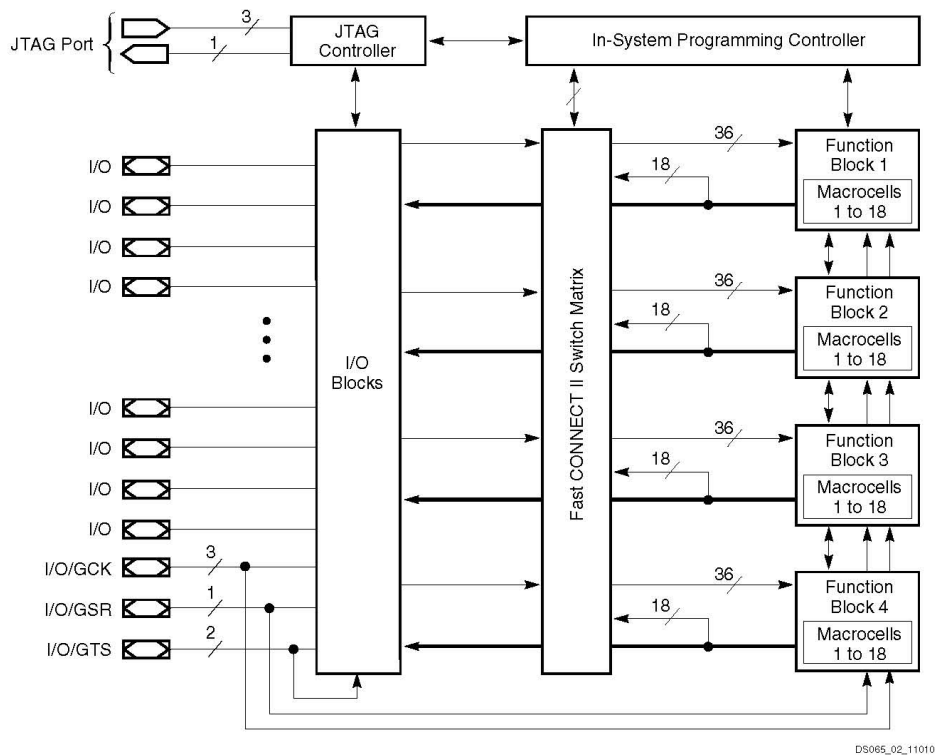 JTAG Port
3
1
JTAG
Controller
In-System Programming Controller
I/O
I/O
I/O
I/O
I/O
I/O
I/O
I/O
I/O/GCK
3
I/O/GSR
1
I/O/GTS
2
I/O
Blocks
Fast CONNECT II Switch Matrix
36
18
Function
Block 1
Macrocells
1 to 18
36
18
Function
Block 2
Macrocells
1 to 18
36
18
Function
Block 3
Macrocells
1 to 18
36
18
Function
Block 4
Macrocells
1 to 18
DS065_02_11010